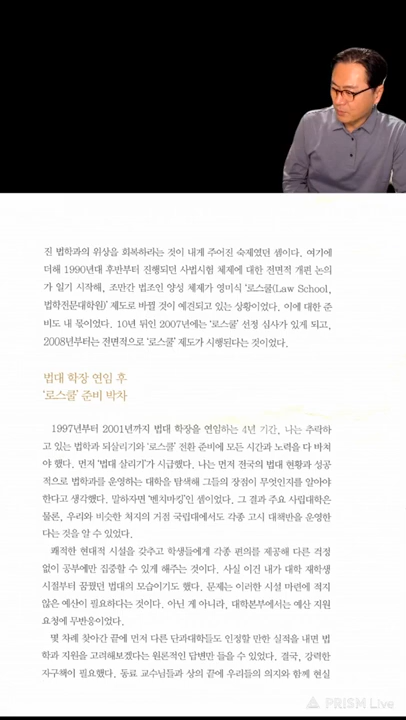 진 법학과의 위상을 회복하라는 것이 내게 주어진 숙제였던 셈이다. 여기에
더해 1990년대 후반부터 진행되던 사법시험 체제에 대한 전면적 개편 논의
가 일기 시작해, 조만간 법조인 양성 체제가 영미식 ‘로스쿨(Law School,
법학전문대학원)’ 제도로 바뀔 것이 예견되고 있는 상황이었다. 이에 대한 준
비도 내 몫이었다. 10년 뒤인 2007년에는 ‘로스쿨’ 선정 심사가 있게 되고,
2008년부터는 전면적으로 ‘로스쿨’ 제도가 시행된다는 것이었다.
법대 학장 연임 후
‘로스쿨’ 준비 박차
1997년부터 2001년까지 법대 학장을 연임하는 4년 기간, 나는 추락하
고 있는 법학과 되살리기와 ‘로스쿨’ 전환 준비에 모든 시간과 노력을 다 바쳐
야 했다. 먼저 ‘법대 살리기’가 시급했다. 나는 먼저 전국의 법대 현황과 성공
적으로 법학과를 운영하는 대학을 탐색해 그들의 장점이 무엇인지를 알아야
한다고 생각했다. 말하자면 ‘벤치마킹’인 셈이었다. 그 결과 주요 사립대학은
물론, 우리와 비슷한 처지의 거점 국립대에서도 각종 고시 대책반을 운영한
다는 것을 알 수 있었다.
쾌적한 현대적 시설을 갖추고 학생들에게 각종 편의를 제공해 다른 걱정
없이 공부에만 집중할 수 있게 해주는 것이다. 사실 이건 내가 대학 재학생
시절부터 꿈꿨던 법대의 모습이기도 했다. 문제는 이러한 시설 마련에 적지
않은 예산이 필요하다는 것이다. 아닌 게 아니라, 대학본부에서는 예산 지원
요청에 무반응이었다.
몇 차례 찾아간 끝에 먼저 다른 단과대학들도 인정할 만한 실적을 내면 법
학과 지원을 고려해보겠다는 원론적인 답변만 들을 수 있었다. 결국, 강력한
자구책이 필요했다. 동료 교수님들과 상의 끝에 우리들의 의지와 함께 현실
PRISM Live